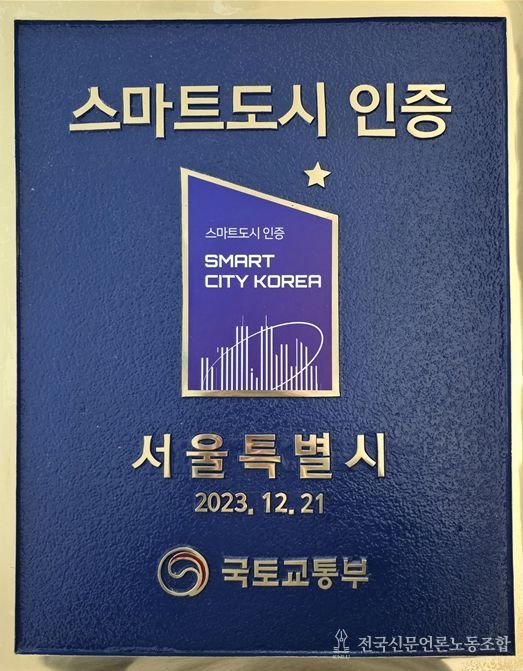 스마트도시 인증
스마트도시 인증
SMART
CITY KOREA
서울특별시
2023. 12. 21
국토교통부
전국신문언론노동조합